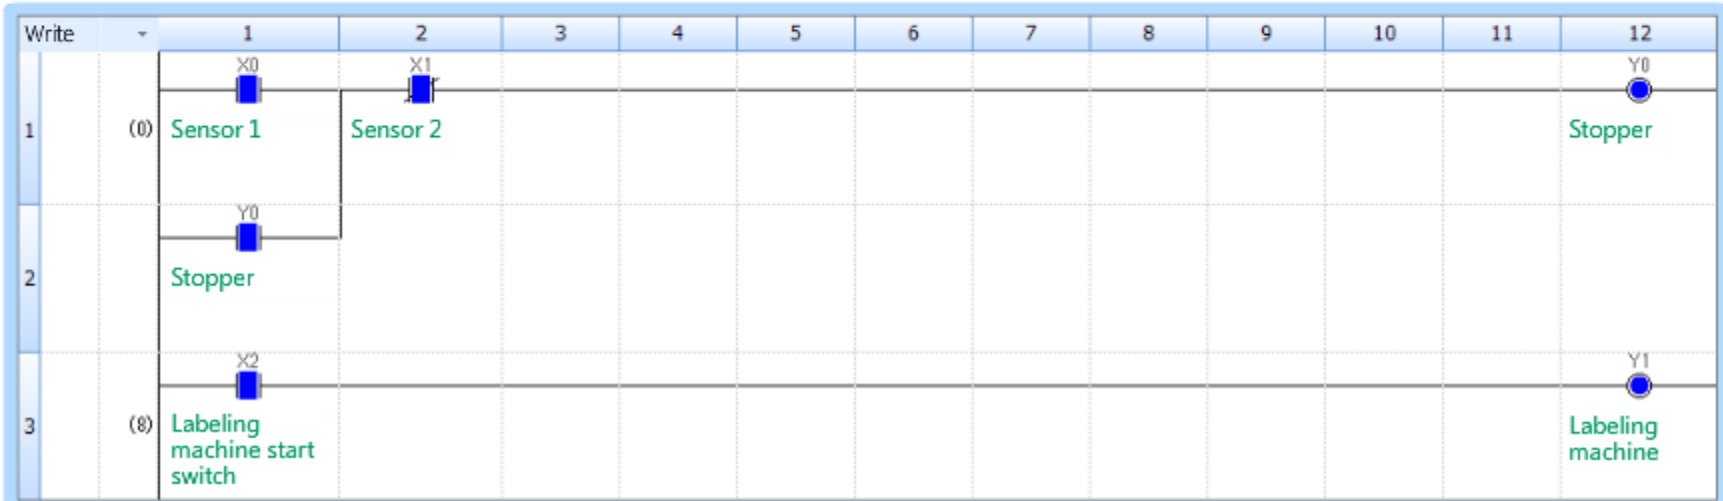 Write 1 2 3 4 5 6 7 8 9 10 11 12
X0 X1 Y0
1 (0) Sensor 1 Sensor 2 Stopper
Y0
2 Stopper
X2 Y1
3 (8) Labeling machine start switch Labeling machine